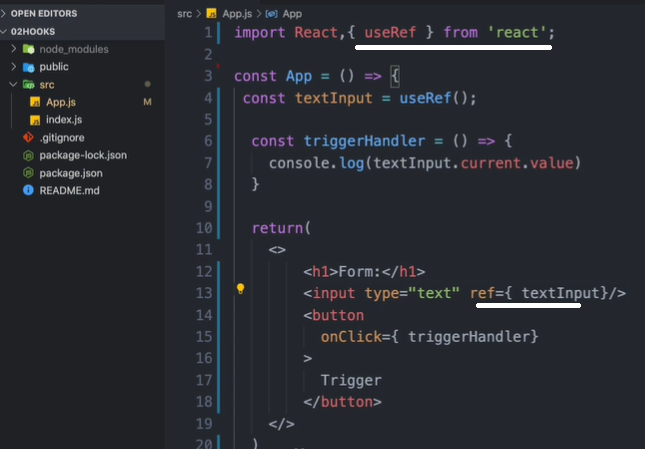 OPEN EDITORS
02HOOKS
node_modules
public
src
App.js M
index.js
.gitignore
package-lock.json
package.json
README.md
src > App.js > App
1 import React,{ useRef } from 'react';
2
3 const App = () => {
4 const textInput = useRef();
5
6 const triggerHandler = () => {
7 console.log(textInput.current.value)
8 }
9
10 return(
11 <>
12 <h1>Form:</h1>
13 <input type="text" ref={ textInput}/>
14 <button
15 onClick={ triggerHandler}
16 >
17 Trigger
18 </button>
19 </>
20 )